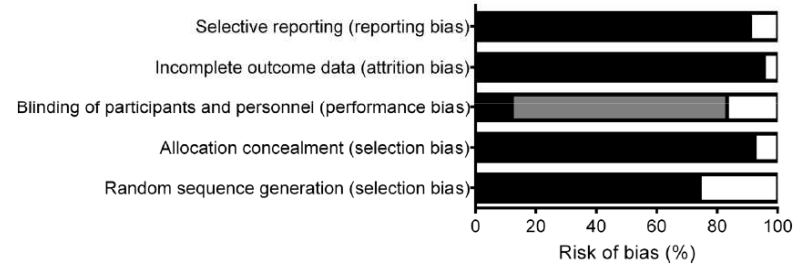 Selective reporting (reporting bias)
Incomplete outcome data (attrition bias)
Blinding of participants and personnel (performance bias)
Allocation concealment (selection bias)
Random sequence generation (selection bias)
0 20 40 60 80 100
Risk of bias (%)